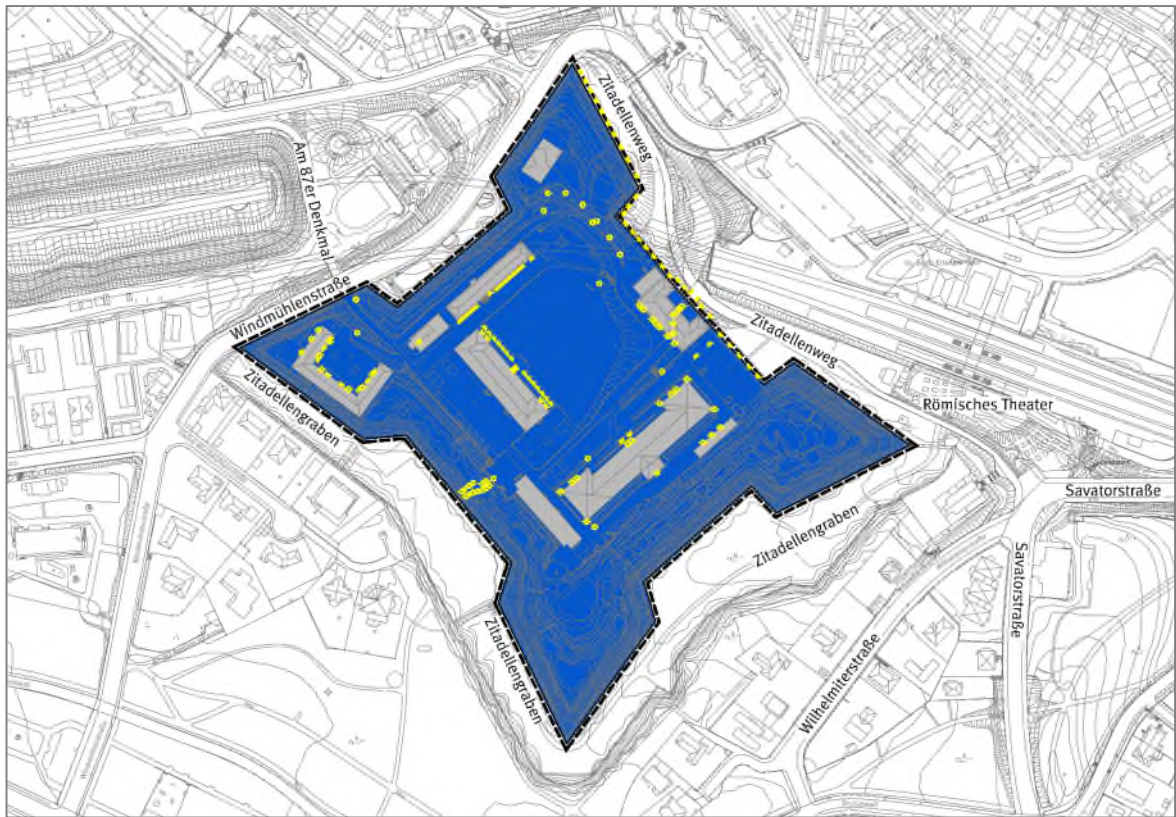 Zitadellenweg
Am 87er Denkmal
Windmühlenstraße
Zitadellengraben
Zitadellenweg
Römisches Theater
Savatorstraße
Zitadellengraben
Savatorstraße
Zitadellengraben
Wilhelmiterstraße